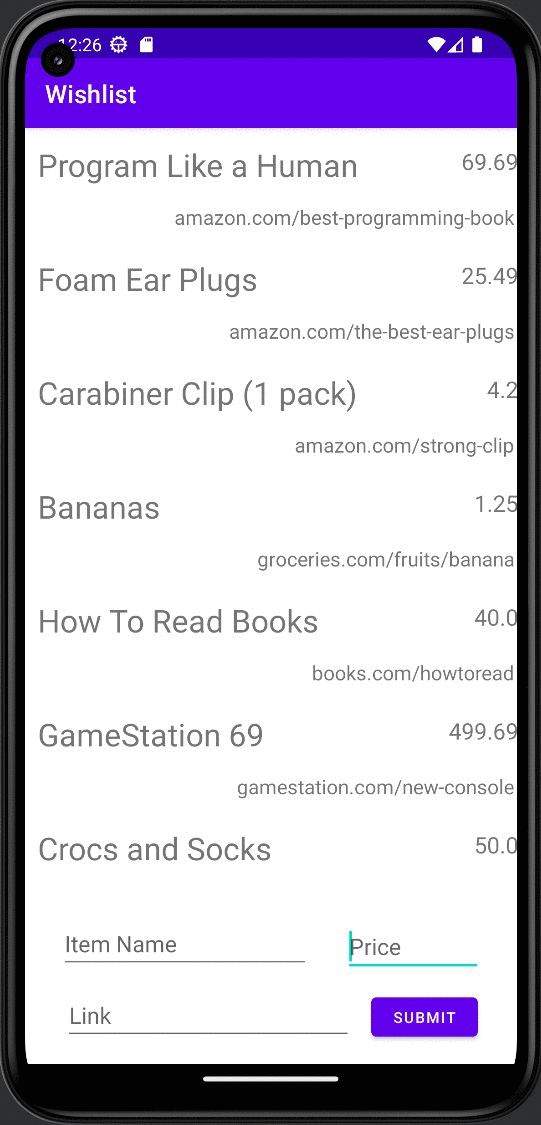 12:26
Wishlist
Program Like a Human 69.69
amazon.com/best-programming-book
Foam Ear Plugs 25.49
amazon.com/the-best-ear-plugs
Carabiner Clip (1 pack) 4.2
amazon.com/strong-clip
Bananas 1.25
groceries.com/fruits/banana
How To Read Books 40.0
books.com/howtoread
GameStation 69 499.69
gamestation.com/new-console
Crocs and Socks 50.0
Item Name Price
Link SUBMIT